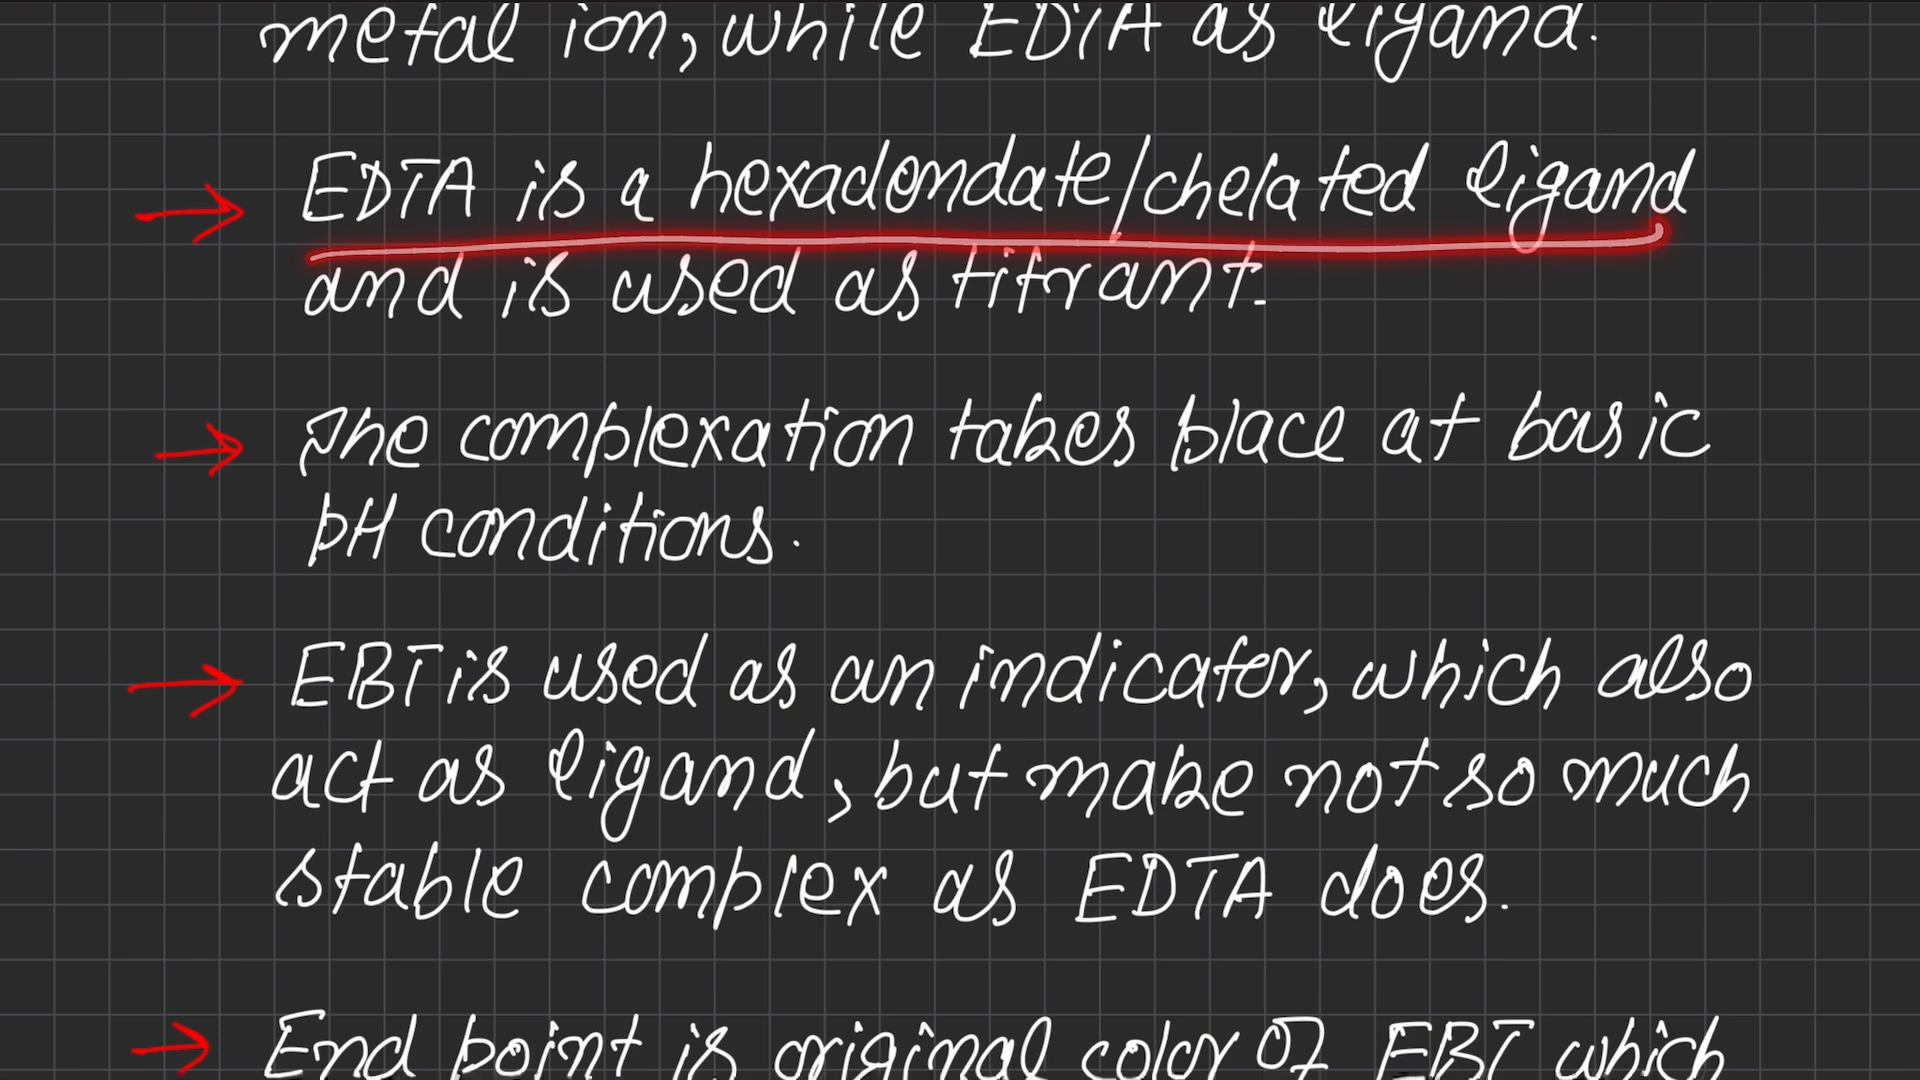 metal ion, while EDTA as ligand.
EDTA is a hexadendate/chelated ligand
and is used as titrant.
The complexation takes place at basic
pH conditions.
EBT is used as an indicator, which also
act as ligand, but make not so much
stable complex as EDTA does.
End point is original color of EBT which